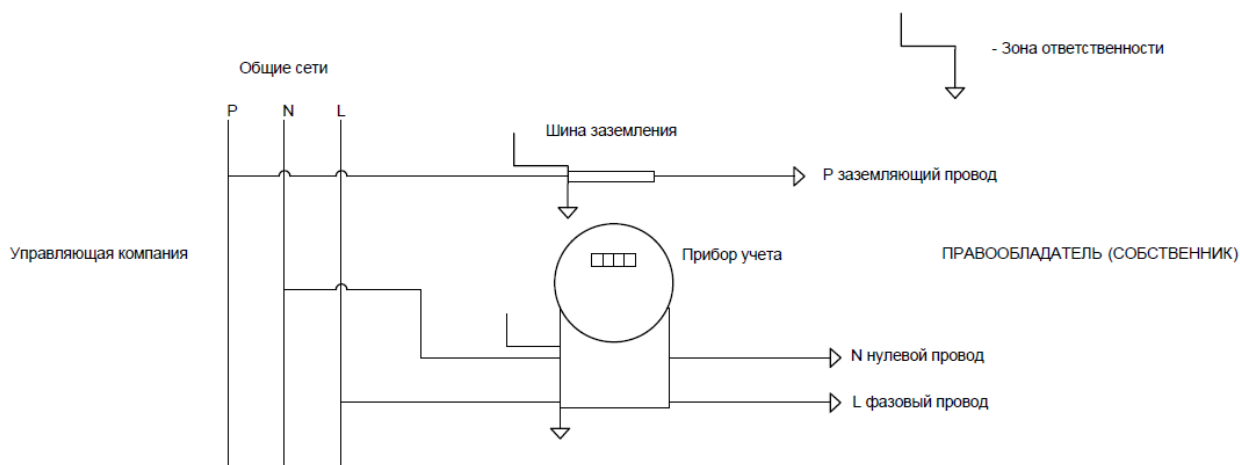 - Зона ответственности
Общие сети
P N L
Шина заземления
P заземляющий провод
Управляющая компания
Прибор учета
ПРАВООБЛАДАТЕЛЬ (СОБСТВЕННИК)
N нулевой провод
L фазовый провод